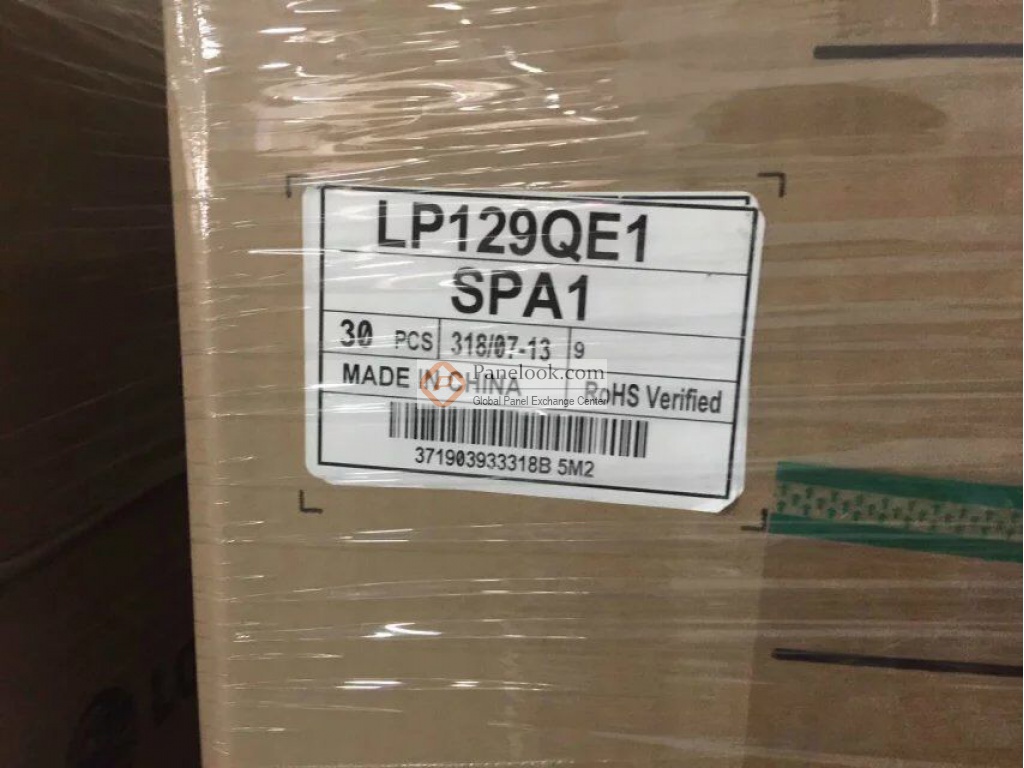 LP129QE1
SPA1
30 PCS 318/07-13 9
MADE IN CHINA RoHS Verified
Panelook.com
Global Panel Exchange Center
371903933318B 5M2